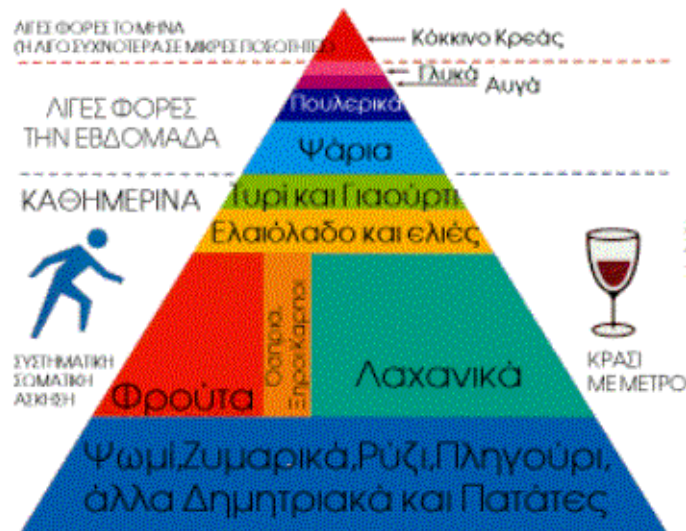 ΛΙΓΕΣ ΦΟΡΕΣ ΤΟ ΜΗΝΑ
(Ή ΛΙΓΟ ΣΥΧΝΟΤΕΡΑ ΣΕ ΜΙΚΡΕΣ ΠΟΣΟΤΗΤΕΣ)
Κόκκινο Κρεάς
Γλυκά
Αυγά
ΛΙΓΕΣ ΦΟΡΕΣ
ΤΗΝ ΕΒΔΟΜΑΔΑ
Πουλερικά
Ψάρια
ΚΑΘΗΜΕΡΙΝΑ
Τυρί και Γιαούρτι
Ελαιόλαδο και ελιές
ΣΥΣΤΗΜΑΤΙΚΗ
ΣΩΜΑΤΙΚΗ
ΑΣΚΗΣΗ
Φρούτα
Όσπρια,
Ξηροί Καρποί
Λαχανικά
ΚΡΑΣΙ
ΜΕ ΜΕΤΡΟ
Ψωμί,Ζυμαρικά,Ρύζι,Πληγούρι,
άλλα Δημητριακά και Πατάτες